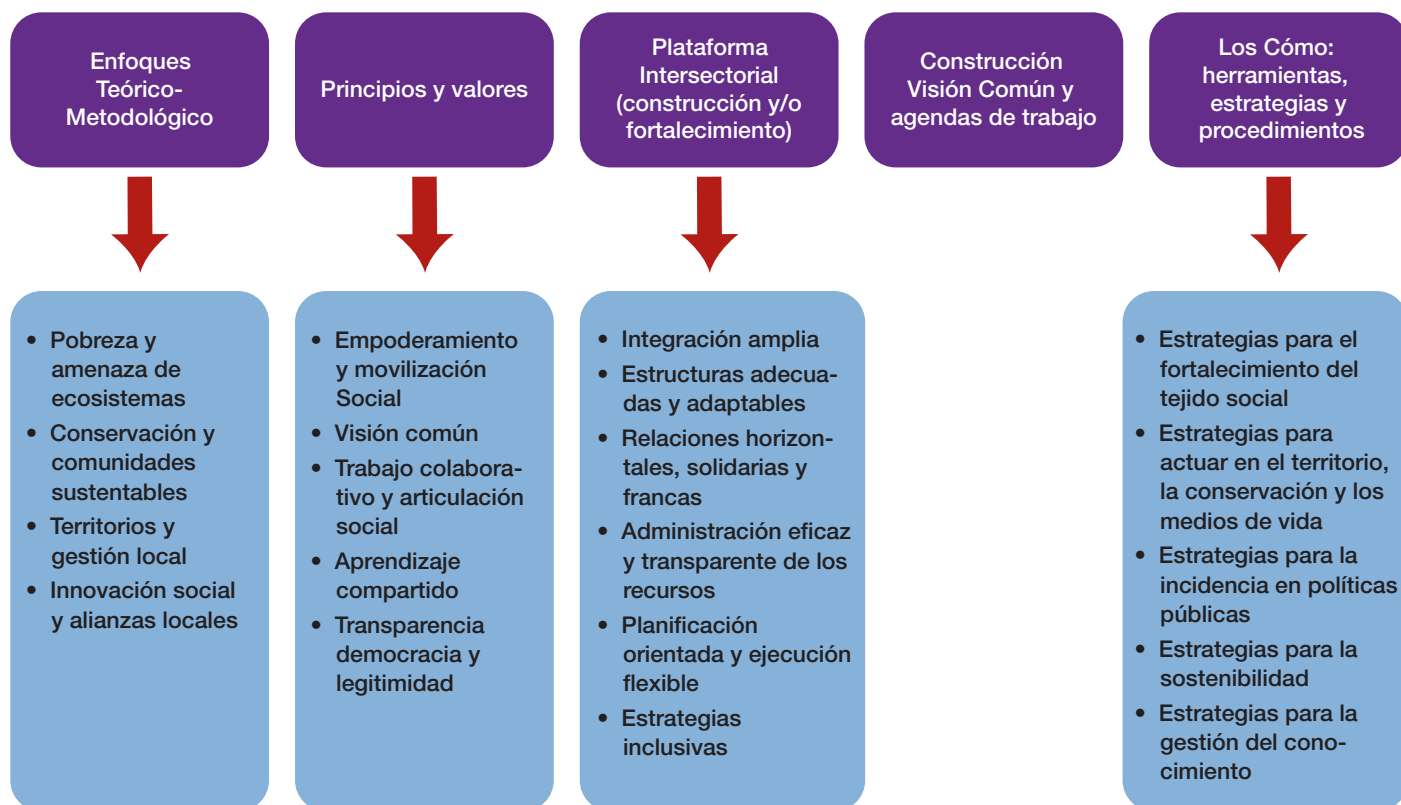 Enfoques
Teórico-
Metodológico
Principios y valores
Plataforma
Intersectorial
(construcción y/o
fortalecimiento)
Construcción
Visión Común y
agendas de trabajo
Los Cómo:
herramientas,
estrategias y
procedimientos
• Pobreza y
amenaza de
ecosistemas
• Conservación y
comunidades
sustentables
• Territorios y
gestión local
• Innovación social
y alianzas locales
• Empoderamiento
y movilización
Social
• Visión común
• Trabajo colabora-
tivo y articulación
social
• Aprendizaje
compartido
• Transparencia
democracia y
legitimidad
• Integración amplia
• Estructuras adecua-
das y adaptables
• Relaciones horizon-
tales, solidarias y
francas
• Administración eficaz
y transparente de los
recursos
• Planificación
orientada y ejecución
flexible
• Estrategias
inclusivas
• Estrategias para el
fortalecimiento del
tejido social
• Estrategias para
actuar en el territorio,
la conservación y los
medios de vida
• Estrategias para la
incidencia en políticas
públicas
• Estrategias para la
sostenibilidad
• Estrategias para la
gestión del cono-
cimiento